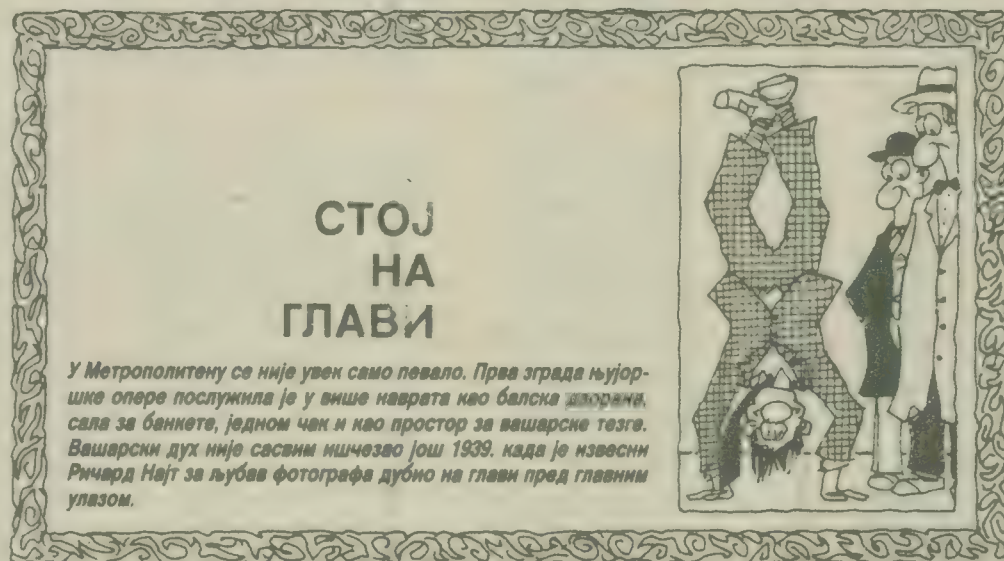 СТОЈ
НА
ГЛАВИ
У Метрополитену се није увек само певало. Прва зграда њујор-
шке опере послужила је у више наврата као балска дворана,
сала за банкете, једном чак и као простор за вашарске тезге.
Вашарски дух није сасвим ишчезао још 1939. када је извесни
Ричард Најт за љубав фотографа дубио на глави пред главним
улазом.